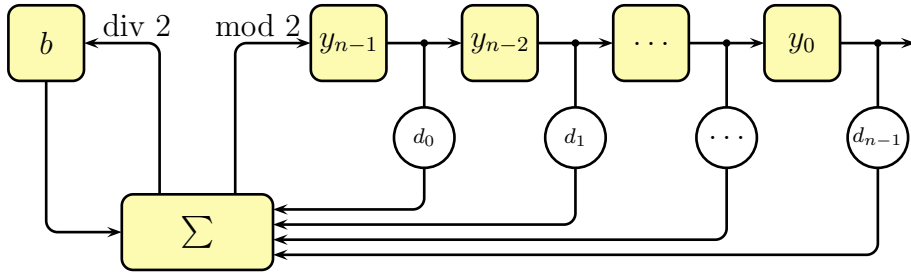 b div 2 mod 2 y_{n-1} y_{n-2} ⋯ y_0
d_0 d_1 ⋯ d_{n-1}
Σ